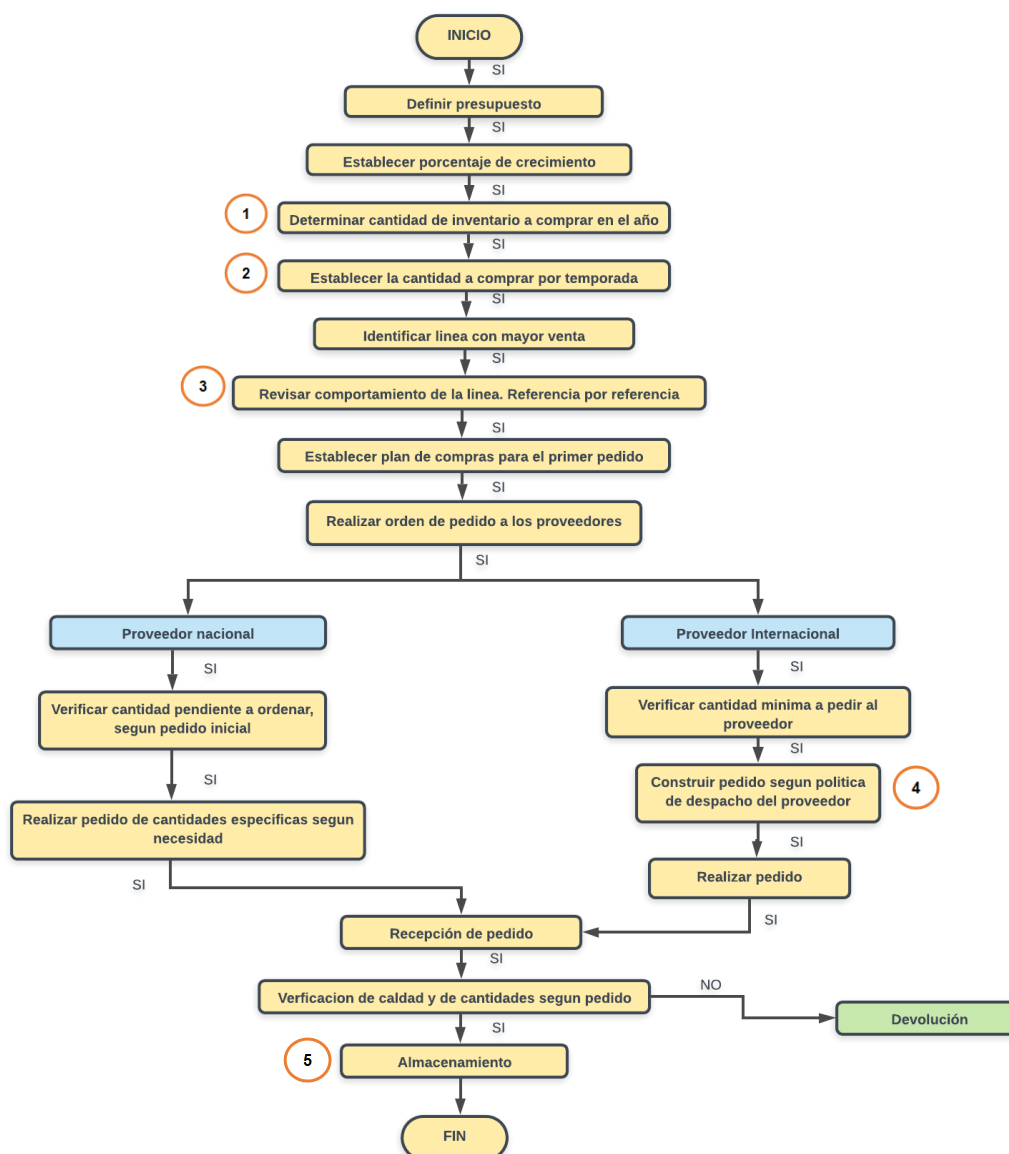 INICIO
SI
Definir presupuesto
SI
Establecer porcentaje de crecimiento
SI
1
Determinar cantidad de inventario a comprar en el año
SI
2
Establecer la cantidad a comprar por temporada
SI
Identificar linea con mayor venta
SI
3
Revisar comportamiento de la linea. Referencia por referencia
SI
Establecer plan de compras para el primer pedido
SI
Realizar orden de pedido a los proveedores
SI
Proveedor nacional
SI
Verificar cantidad pendiente a ordenar,
segun pedido inicial
SI
Realizar pedido de cantidades especificas segun
necesidad
SI
Proveedor Internacional
SI
Verificar cantidad minima a pedir al
proveedor
SI
Construir pedido segun politica
de despacho del proveedor
4
SI
Realizar pedido
SI
Recepción de pedido
SI
Verficacion de caldad y de cantidades segun pedido
NO
Devolución
SI
5
Almacenamiento
FIN